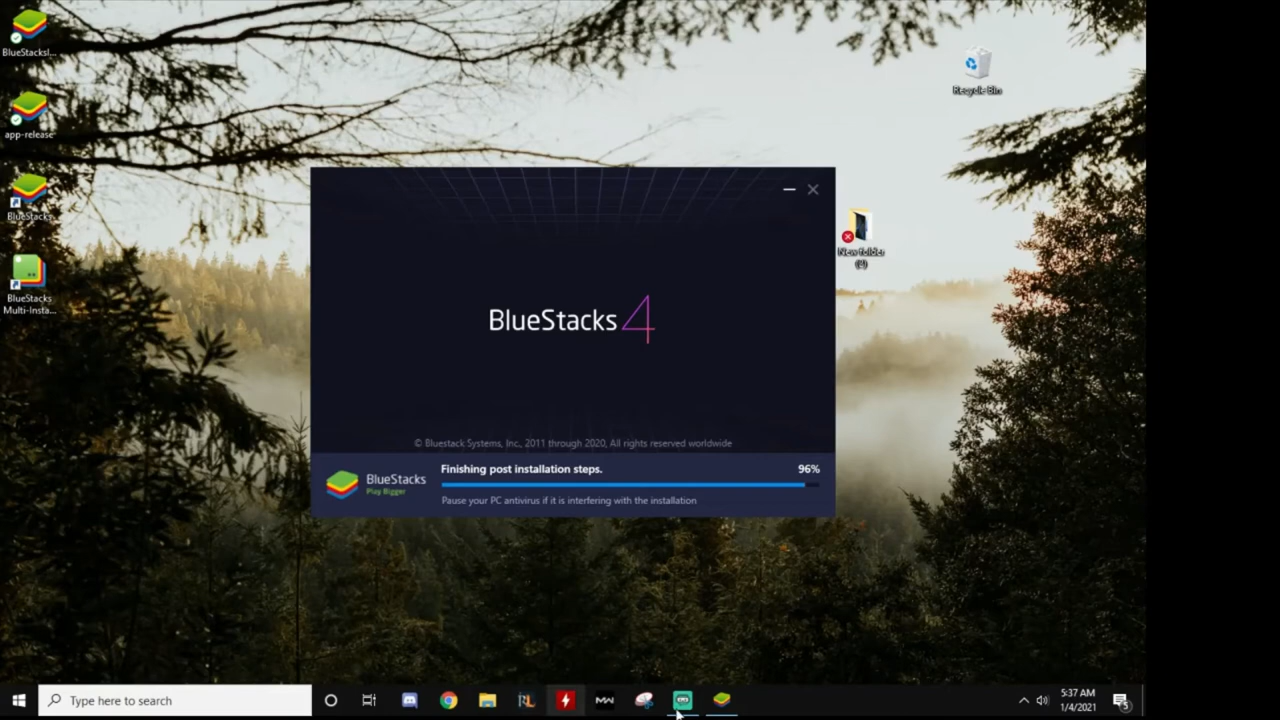 BlueStacksI...
app-release
BlueStacks
BlueStacks
Multi-Insta...
Recycle Bin
New folder
BlueStacks 4
© Bluestack Systems, Inc., 2011 through 2020, All rights reserved worldwide
BlueStacks
Play Bigger
Finishing post installation steps.
96%
Pause your PC antivirus if it is interfering with the installation
Type here to search
MW
5:37 AM
1/4/2021
5